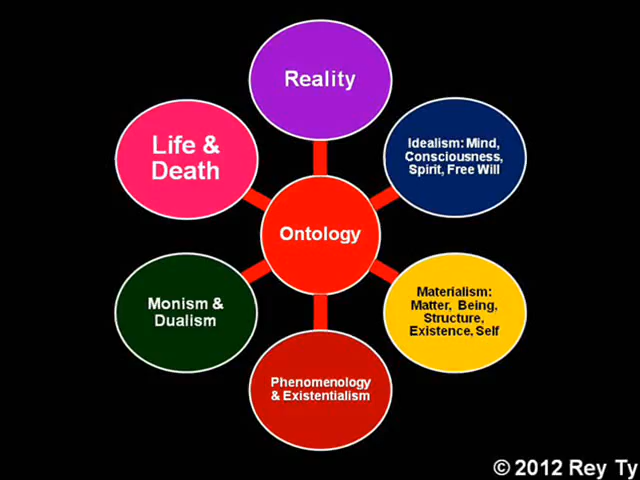 Reality
Life &
Death
Idealism: Mind,
Consciousness,
Spirit, Free Will
Ontology
Monism &
Dualism
Materialism:
Matter, Being,
Structure,
Existence, Self
Phenomenology
& Existentialism
© 2012 Rey Ty